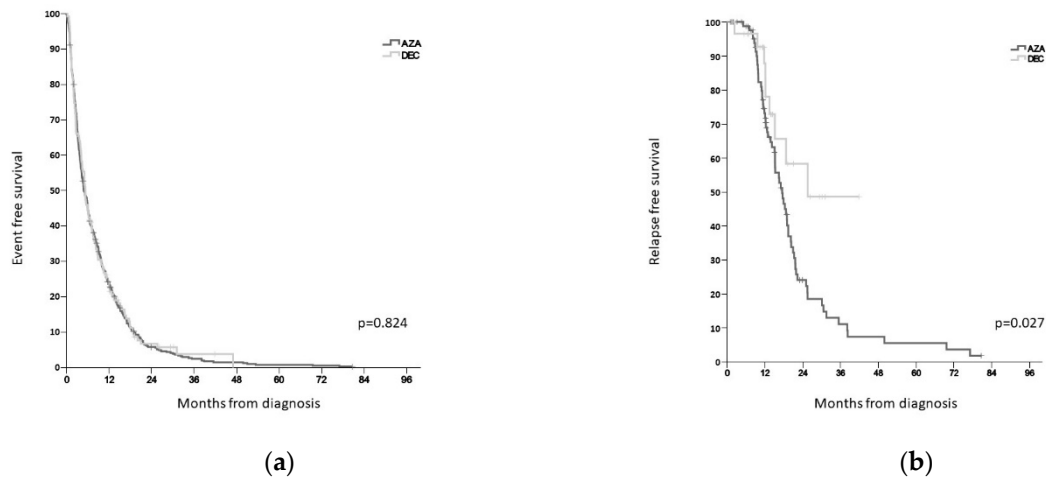 100
90
80
70
60
50
40
30
20
10
0
Event free survival
AZA
DEC
p=0.824
0 12 24 36 48 60 72 84 96
Months from diagnosis
(a)
100
90
80
70
60
50
40
30
20
10
0
Relapse free survival
AZA
DEC
p=0.027
0 12 24 36 48 60 72 84 96
Months from diagnosis
(b)